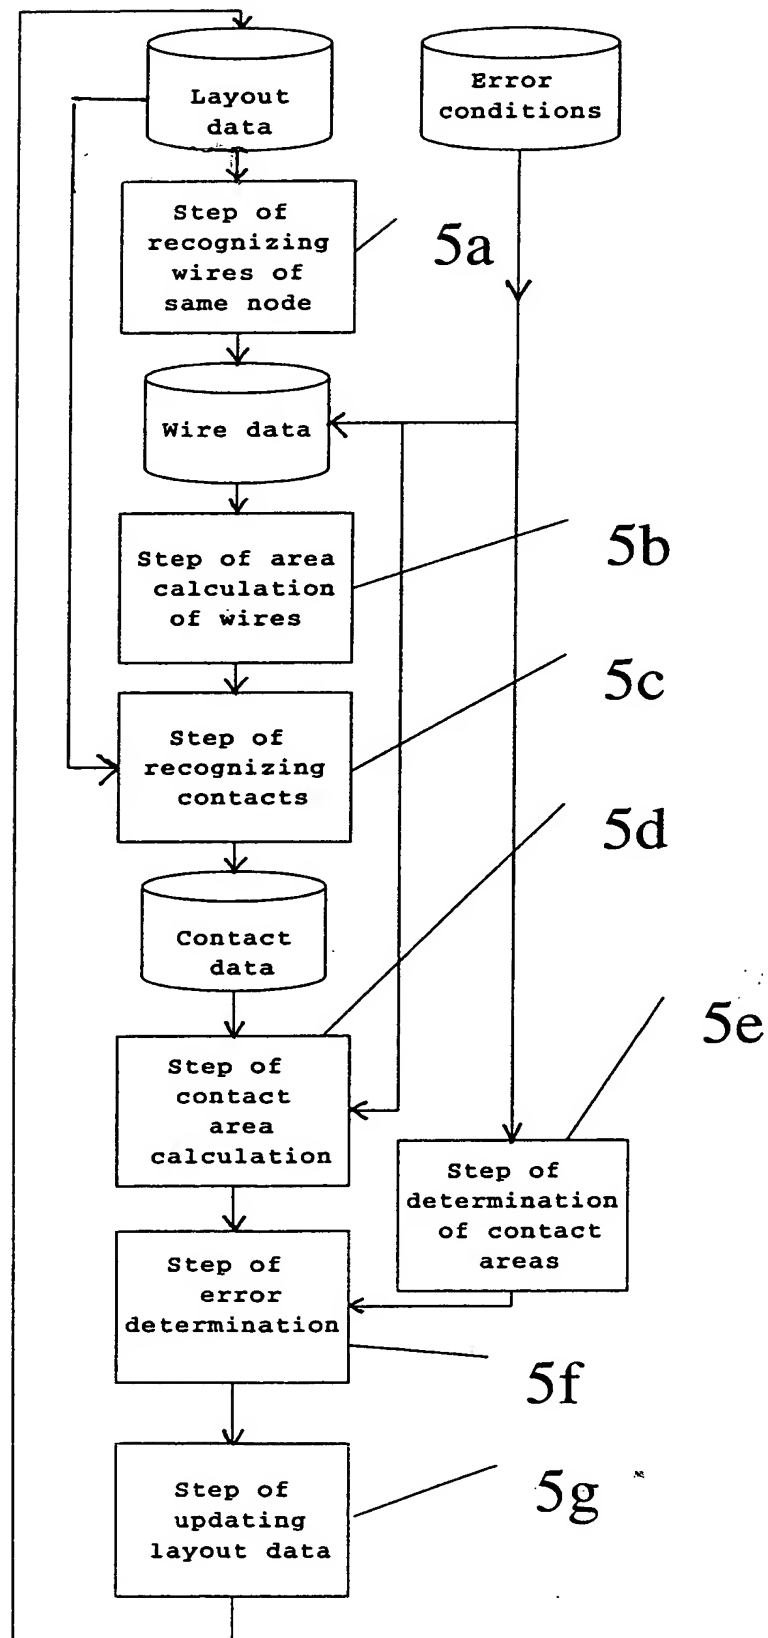 Layout
data
Error
conditions
Step of
recognizing
wires of
same node
5a
Wire data
Step of area
calculation
of wires
5b
Step of
recognizing
contacts
5c
Contact
data
5d
Step of
contact
area
calculation
5e
Step of
determination
of contact
areas
Step of
error
determination
5f
Step of
updating
layout data
5g